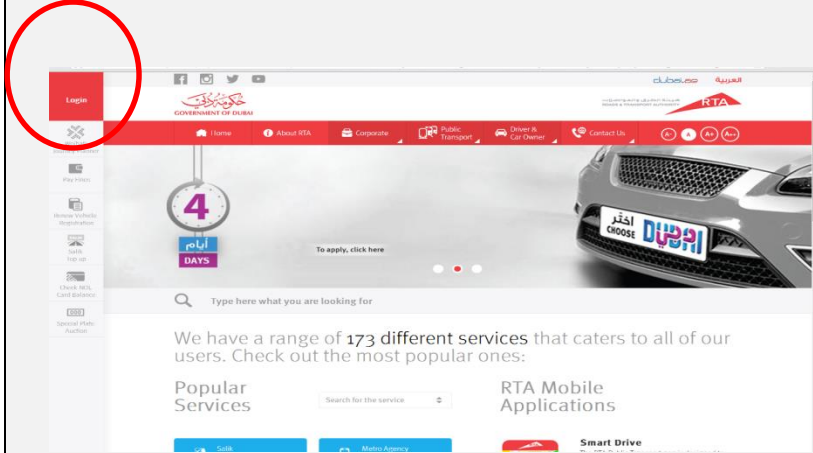 dubai.ae العربية
Login
حكومة دبي
GOVERNMENT OF DUBAI
RTA
Home
About RTA
Corporate
Public
Transport
Driver &
Car Owner
Contact Us
A-
A
A+
A++
Pay Fines
Renew Vehicle
Registration
Salik
Top up
Check NOL
Card Balance
Special Plate
Auction
4
أيام
DAYS
To apply, click here
اختر
CHOOSE
DUBAI
Type here what you are looking for
We have a range of 173 different services that caters to all of our
users. Check out the most popular ones:
Popular
Services
Search for the service
RTA Mobile
Applications
Salik
Metro Agency
Smart Drive